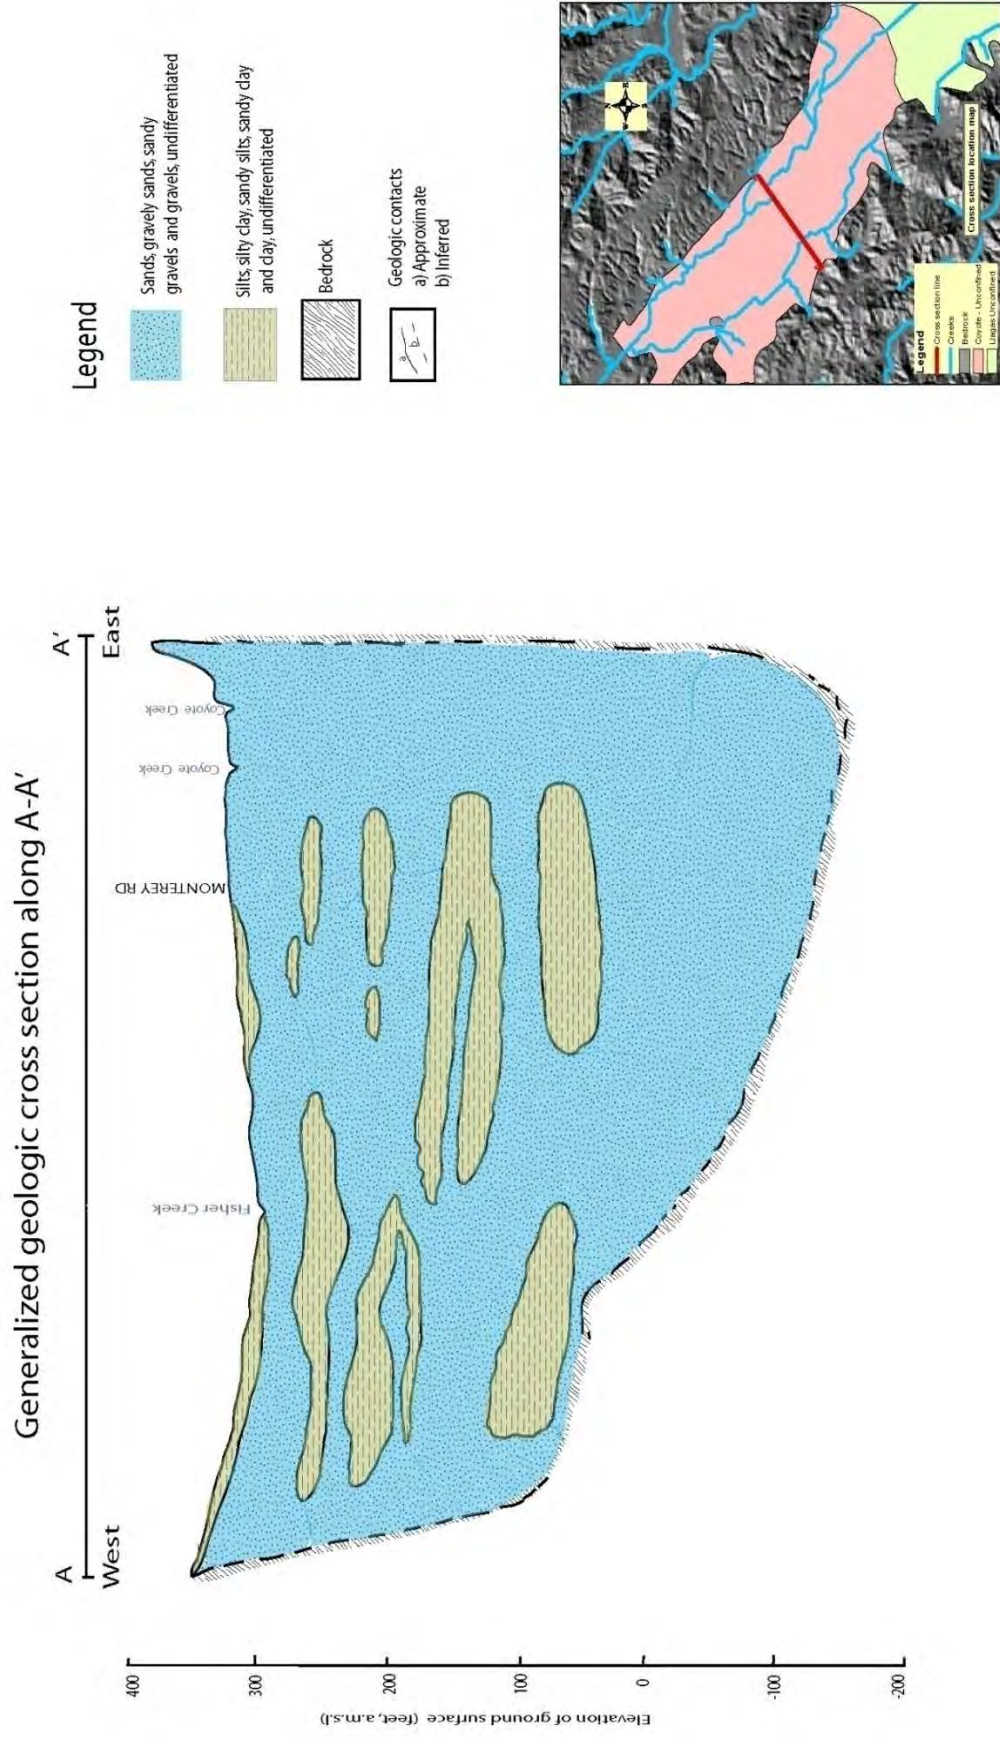 Generalized geologic cross section along A-A'
A
A'
West
East
Fisher Creek
MONTEREY RD
Coyote Creek
Coyote Creek
Elevation of ground surface (feet, a.m.s.l)
400
300
200
100
0
-100
-200
Legend
Sands, gravely sands, sandy
gravels and gravels, undifferentiated
Silts, silty clay, sandy silts, sandy clay
and clay, undifferentiated
Bedrock
a
b
Geologic contacts
a) Approximate
b) Inferred
N
W
E
S
Legend
Cross section line
Creeks
Bedrock
Coyote - Unconfined
Llagas Unconfined
Cross section location map